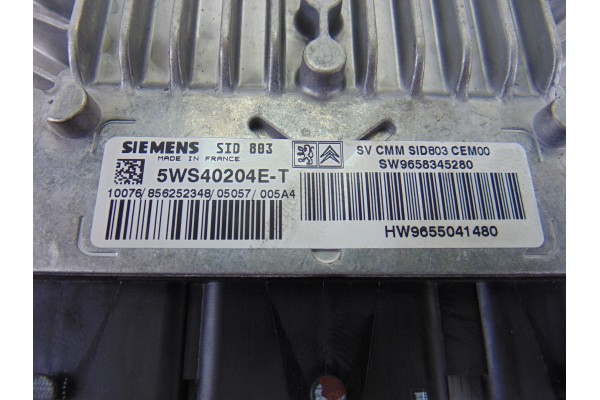 SIEMENS SID 803
MADE IN FRANCE
5WS40204E-T
10076/856252348/05057/005A4
SV CMM SID803 CEM00
SW9658345280
HW9655041480